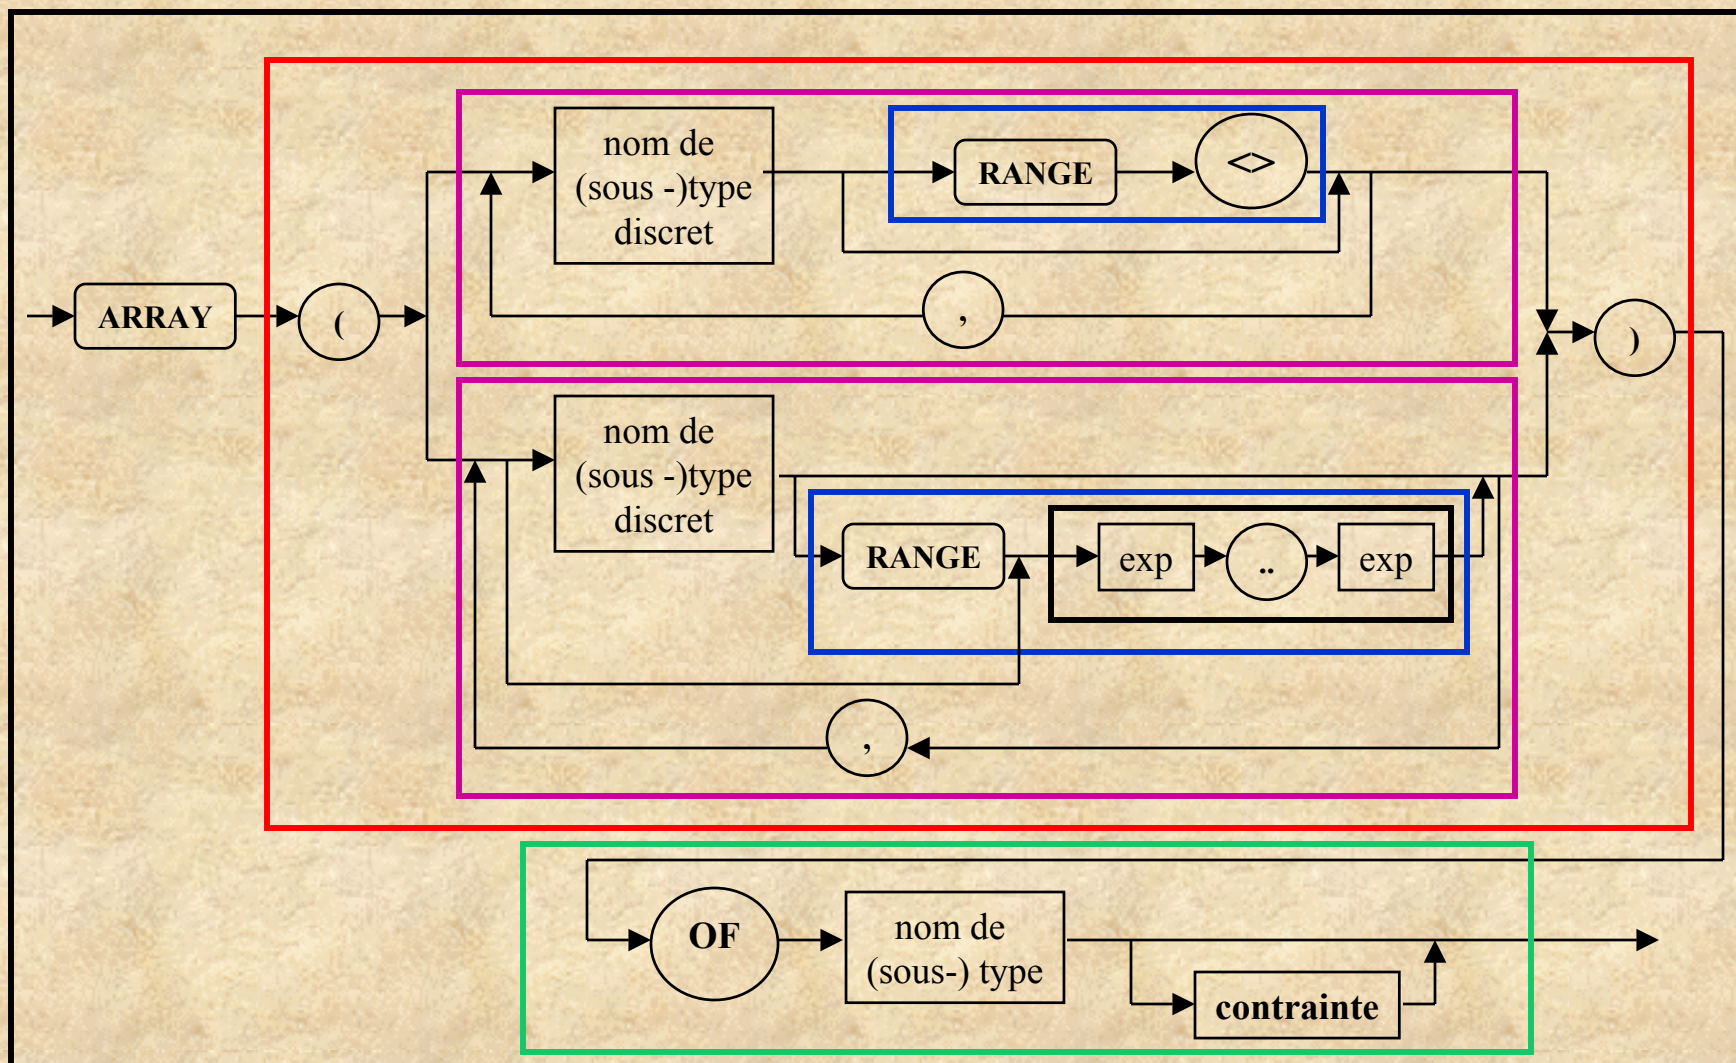 nom de
(sous -)type
discret
RANGE
<>
ARRAY
(
,
)
nom de
(sous -)type
discret
RANGE
exp
..
exp
,
OF
nom de
(sous-) type
contrainte